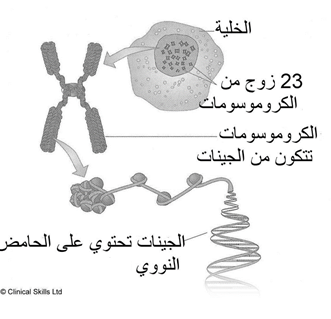 الخلية
23 زوج من
الكروموسومات
الكروموسومات
تتكون من الجينات
الجينات تحتوي على الحامض
النووي
© Clinical Skills Ltd